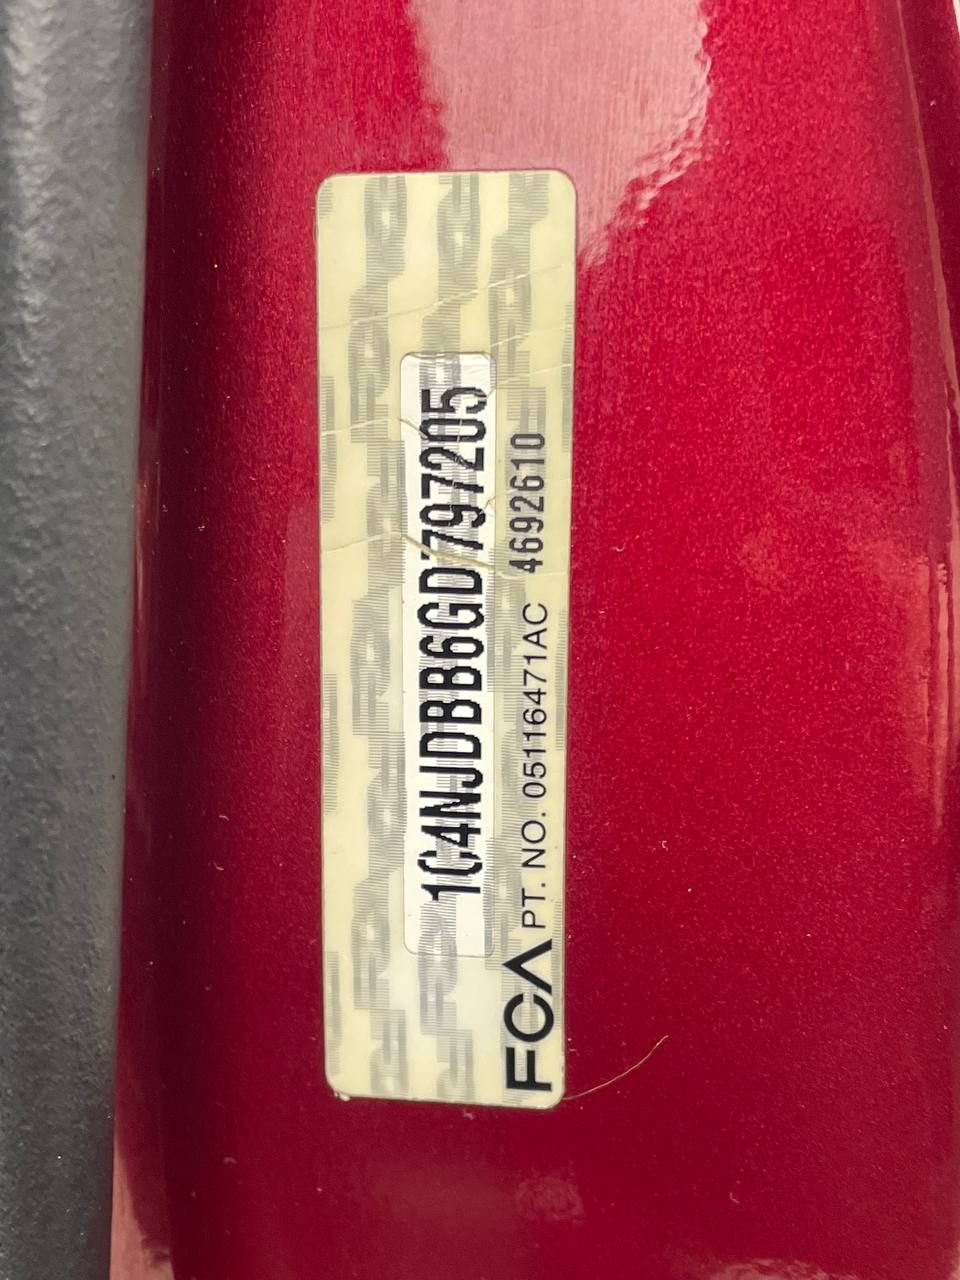 1C4NJDBB6GD797205
FCA PT. NO. 05116471AC 4692610